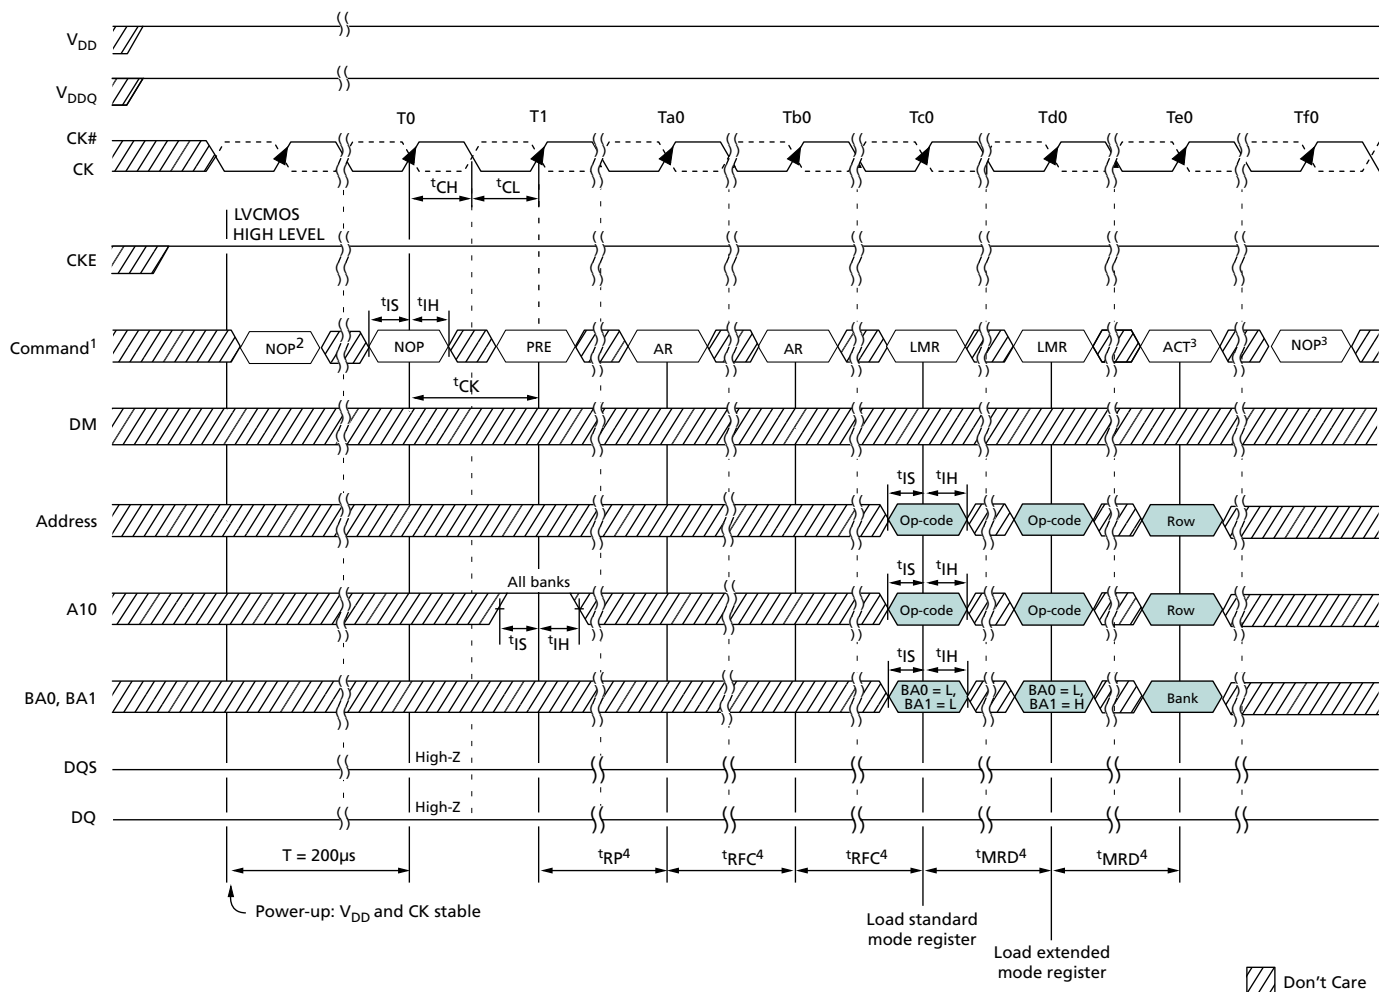 VDD
VDDQ
T0 T1 Ta0 Tb0 Tc0 Td0 Te0 Tf0
CK#
CK
tCH tCL
LVCMOS
HIGH LEVEL
CKE
tIS tIH
Command1 NOP2 NOP PRE AR AR LMR LMR ACT3 NOP3
tCK
DM
tIS tIH
Address Op-code Op-code Row
All banks tIS tIH
A10 Op-code Op-code Row
tIS tIH
tIS tIH
BA0, BA1 BA0 = L, BA1 = L BA0 = L, BA1 = H Bank
High-Z
DQS
High-Z
DQ
T = 200µs tRP4 tRFC4 tRFC4 tMRD4 tMRD4
Power-up: VDD and CK stable
Load standard
mode register
Load extended
mode register
Don't Care